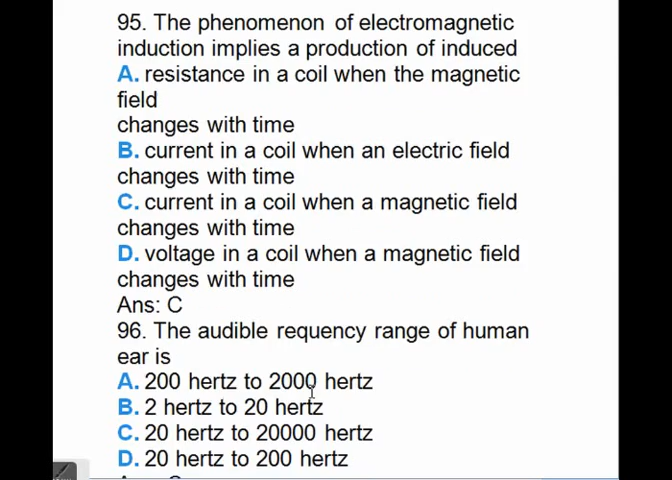 95. The phenomenon of electromagnetic
induction implies a production of induced
A. resistance in a coil when the magnetic
field
changes with time
B. current in a coil when an electric field
changes with time
C. current in a coil when a magnetic field
changes with time
D. voltage in a coil when a magnetic field
changes with time
Ans: C
96. The audible requency range of human
ear is
A. 200 hertz to 2000 hertz
B. 2 hertz to 20 hertz
C. 20 hertz to 20000 hertz
D. 20 hertz to 200 hertz